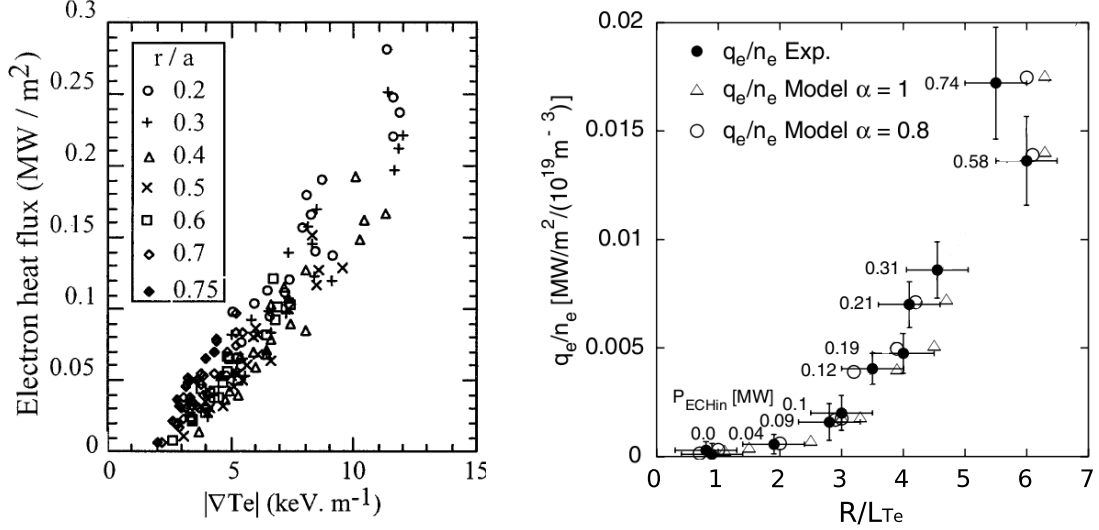 0.3
0.25
0.2
0.15
0.1
0.05
0
Electron heat flux (MW / m²)
r / a
0.2
0.3
0.4
0.5
0.6
0.7
0.75
0 5 10 15
|∇Te| (keV. m⁻¹)
0.02
0.015
0.01
0.005
0
qₑ/nₑ [MW/m²/(10¹⁹m⁻³)]
qₑ/nₑ Exp.
qₑ/nₑ Model α = 1
qₑ/nₑ Model α = 0.8
0.74
0.58
0.31
0.21
0.19
0.12
P_ECHin [MW]
0.1
0.09
0.0 0.04
0 1 2 3 4 5 6 7
R/L_Te